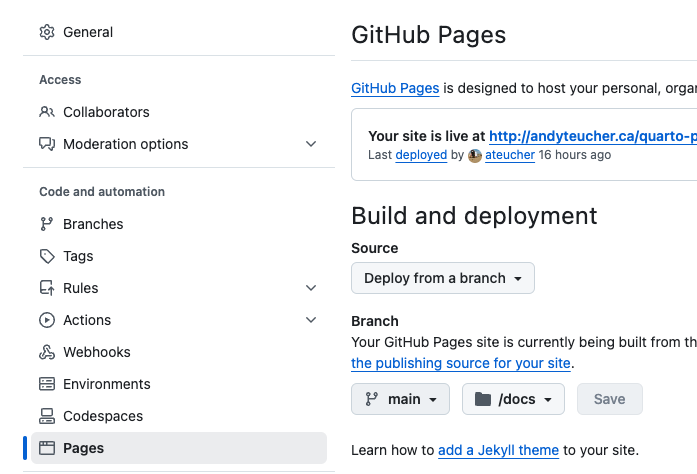 General
Access
Collaborators
Moderation options
Code and automation
Branches
Tags
Rules
Actions
Webhooks
Environments
Codespaces
Pages
GitHub Pages
GitHub Pages is designed to host your personal,
Your site is live at http://andyteucher.ca/quarto-p
Last deployed by ateucher 16 hours ago
Build and deployment
Source
Deploy from a branch
Branch
Your GitHub Pages site is currently being built from
the publishing source for your site.
main /docs Save
Learn how to add a Jekyll theme to your site.